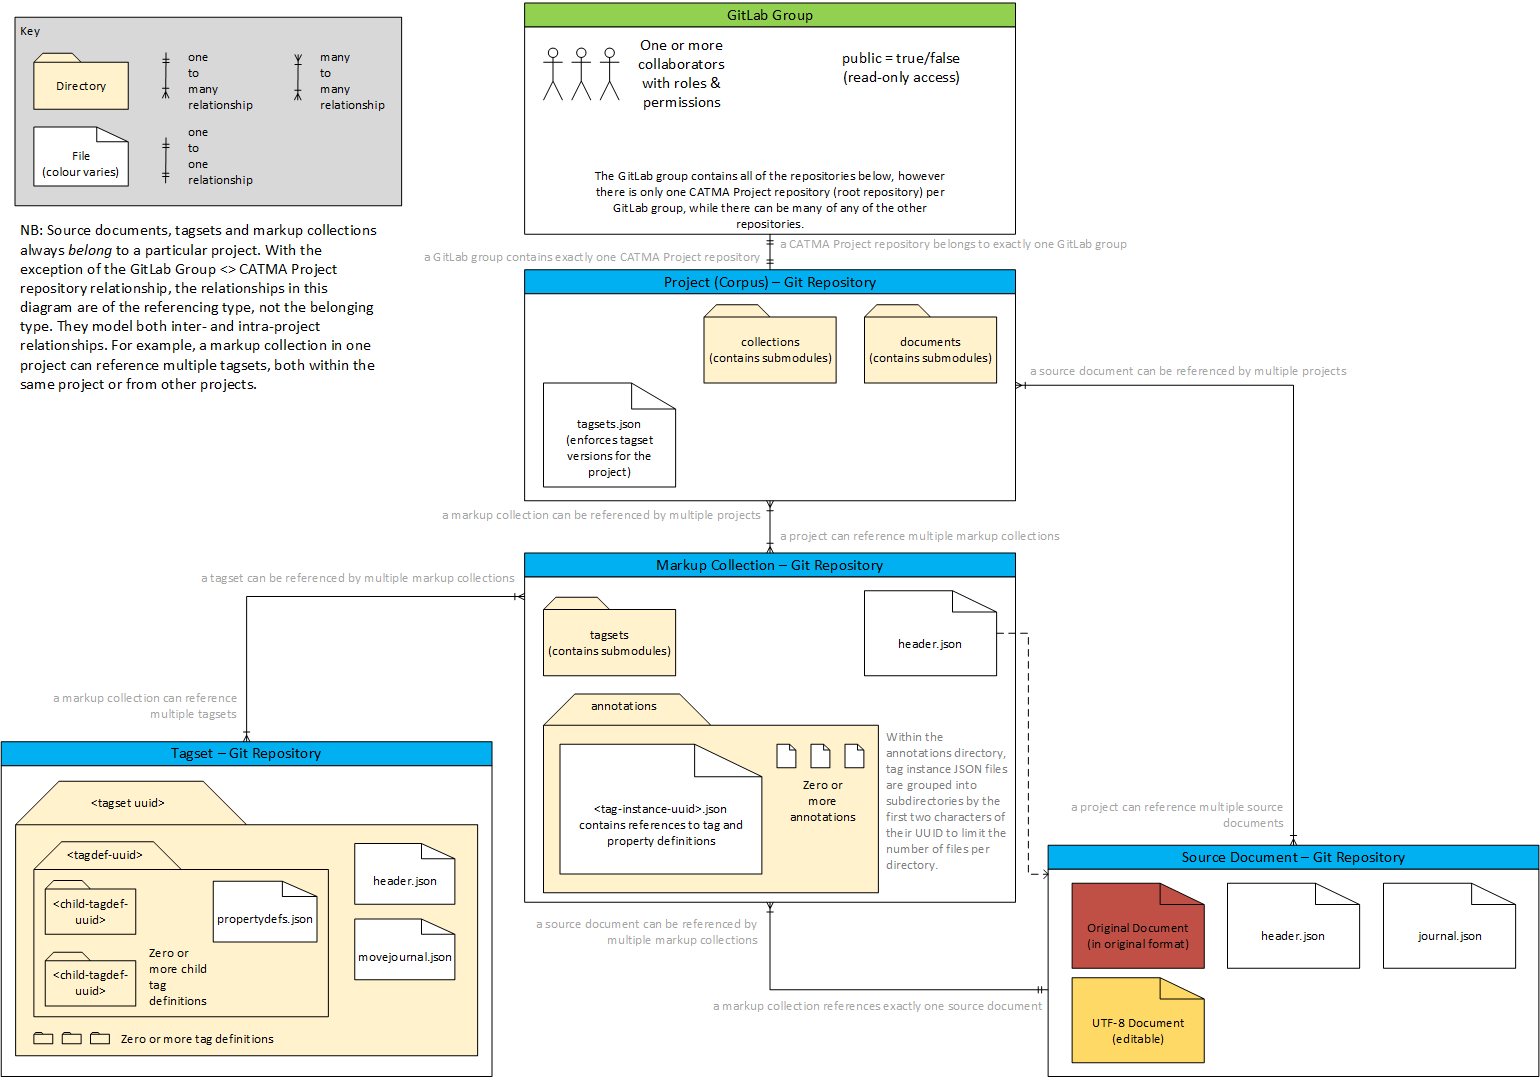 Key
Directory
one
to
many
relationship
many
to
many
relationship
File
(colour varies)
one
to
one
relationship
NB: Source documents, tagsets and markup collections
always belong to a particular project. With the
exception of the GitLab Group <> CATMA Project
repository relationship, the relationships in this
diagram are of the referencing type, not the belonging
type. They model both inter- and intra-project
relationships. For example, a markup collection in one
project can reference multiple tagsets, both within the
same project or from other projects.
GitLab Group
One or more
collaborators
with roles &
permissions
public = true/false
(read-only access)
The GitLab group contains all of the repositories below, however
there is only one CATMA Project repository (root repository) per
GitLab group, while there can be many of any of the other
repositories.
a CATMA Project repository belongs to exactly one GitLab group
a GitLab group contains exactly one CATMA Project repository
Project (Corpus) – Git Repository
collections
(contains submodules)
documents
(contains submodules)
tagsets.json
(enforces tagset
versions for the
project)
a source document can be referenced by multiple projects
a markup collection can be referenced by multiple projects
a project can reference multiple markup collections
Markup Collection – Git Repository
tagsets
(contains submodules)
header.json
annotations
<tag-instance-uuid>.json
contains references to tag and
property definitions
Zero or
more
annotations
Within the
annotations directory,
tag instance JSON files
are grouped into
subdirectories by the
first two characters of
their UUID to limit the
number of files per
directory.
a tagset can be referenced by multiple markup collections
a markup collection can reference
multiple tagsets
Tagset – Git Repository
<tagset uuid>
<tagdef-uuid>
<child-tagdef-
uuid>
<child-tagdef-
uuid>
propertydefs.json
Zero or
more child
tag
definitions
header.json
movejournal.json
Zero or more tag definitions
a source document can be referenced by
multiple markup collections
a markup collection references exactly one source document
a project can reference multiple source
documents
Source Document – Git Repository
Original Document
(in original format)
header.json
journal.json
UTF-8 Document
(editable)